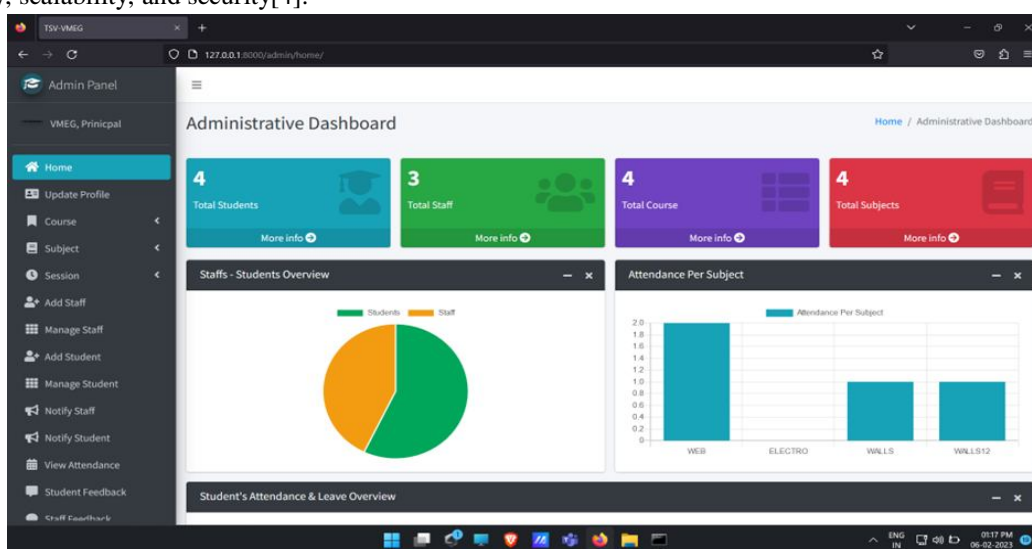 y, scalability, and security[4].
TSV-VMEG
127.0.0.1:8000/admin/home/
Admin Panel
VMEG, Prinicpal
Administrative Dashboard
Home / Administrative Dashboard
Home
Update Profile
Course
Subject
Session
Add Staff
Manage Staff
Add Student
Manage Student
Notify Staff
Notify Student
View Attendance
Student Feedback
Staff Feedback
4
Total Students
More info
3
Total Staff
More info
4
Total Course
More info
4
Total Subjects
More info
Staffs - Students Overview
Students Staff
Attendance Per Subject
Attendance Per Subject
2.0
1.8
1.6
1.4
1.2
1.0
0.8
0.6
0.4
0.2
0
WEB ELECTRO WALLS WALLS12
Student's Attendance & Leave Overview
ENG
IN
01:17 PM
06-02-2023